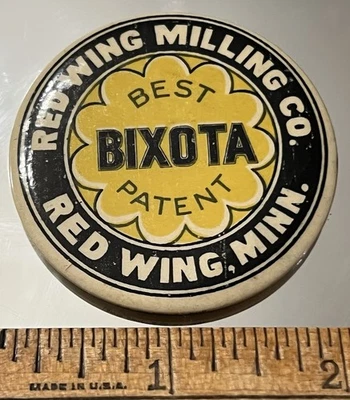 RED WING MILLING CO.
BEST
BIXOTA
PATENT
RED WING, MINN.
1 2
MADE IN U.S.A.